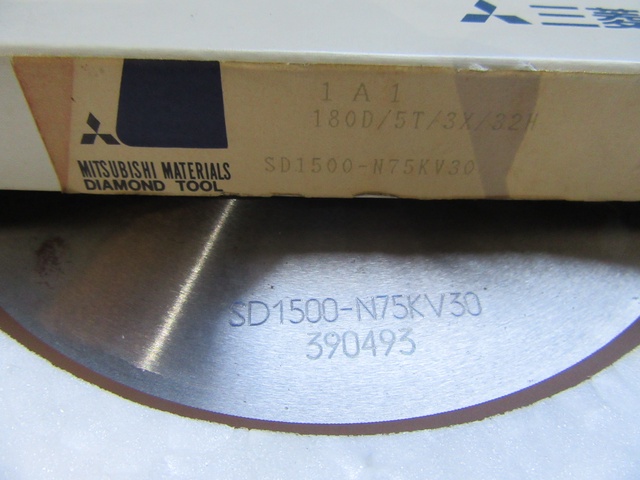 三菱
1A1
180D/5T/3X/32H
MITSUBISHI MATERIALS
DIAMOND TOOL
SD1500-N75KV30
SD1500-N75KV30
390493